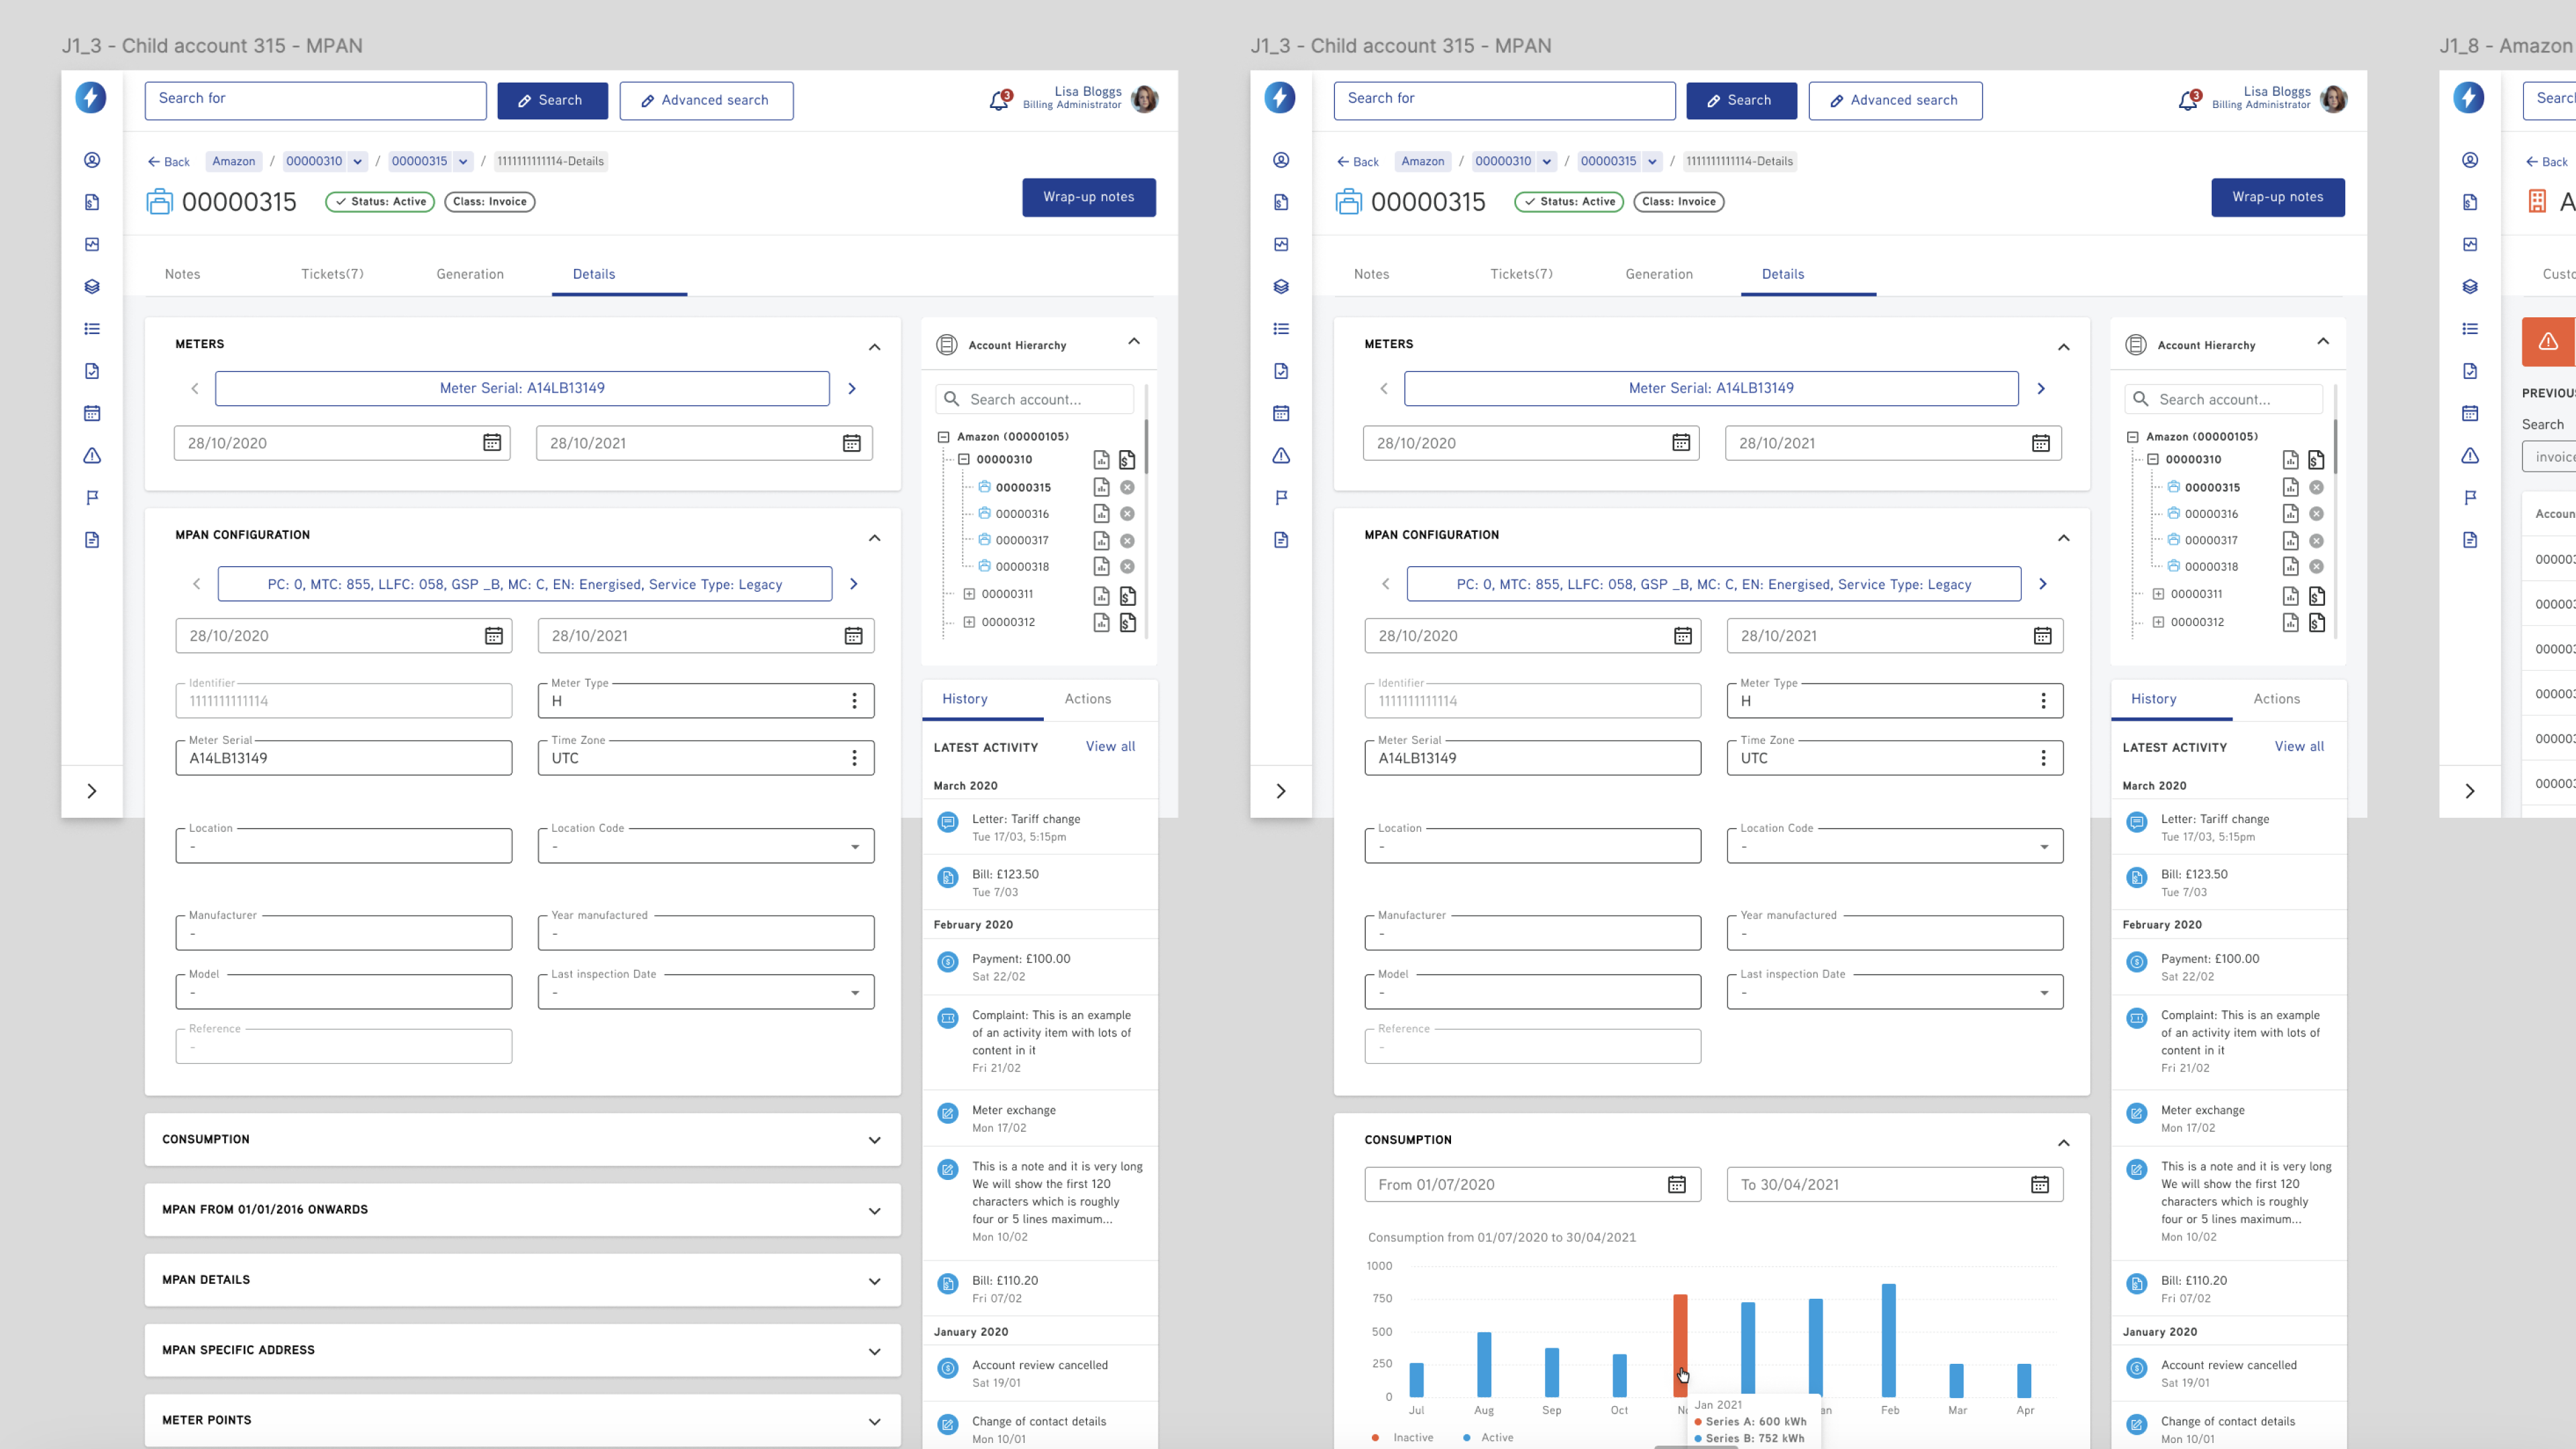 J1_3 - Child account 315 - MPAN
Search for
Search
Advanced search
3
Lisa Bloggs
Billing Administrator
Back
Amazon / 00000310 / 00000315 / 1111111111114-Details
00000315
Status: Active
Class: Invoice
Wrap-up notes
Notes
Tickets(7)
Generation
Details
METERS
Meter Serial: A14LB13149
28/10/2020
28/10/2021
MPAN CONFIGURATION
PC: 0, MTC: 855, LLFC: 058, GSP _B, MC: C, EN: Energised, Service Type: Legacy
28/10/2020
28/10/2021
Identifier
1111111111114
Meter Type
H
Meter Serial
A14LB13149
Time Zone
UTC
Location
-
Location Code
-
Manufacturer
-
Year manufactured
-
Model
-
Last inspection Date
-
Reference
-
CONSUMPTION
MPAN FROM 01/01/2016 ONWARDS
MPAN DETAILS
MPAN SPECIFIC ADDRESS
METER POINTS
Account Hierarchy
Search account...
Amazon (00000105)
00000310
00000315
00000316
00000317
00000318
00000311
00000312
History
Actions
LATEST ACTIVITY
View all
March 2020
Letter: Tariff change
Tue 17/03, 5:15pm
Bill: £123.50
Tue 7/03
February 2020
Payment: £100.00
Sat 22/02
Complaint: This is an example
of an activity item with lots of
content in it
Fri 21/02
Meter exchange
Mon 17/02
This is a note and it is very long
We will show the first 120
characters which is roughly
four or 5 lines maximum...
Mon 10/02
Bill: £110.20
Fri 07/02
January 2020
Account review cancelled
Sat 19/01
Change of contact details
Mon 10/01
J1_3 - Child account 315 - MPAN
Search for
Search
Advanced search
3
Lisa Bloggs
Billing Administrator
Back
Amazon / 00000310 / 00000315 / 1111111111114-Details
00000315
Status: Active
Class: Invoice
Wrap-up notes
Notes
Tickets(7)
Generation
Details
METERS
Meter Serial: A14LB13149
28/10/2020
28/10/2021
MPAN CONFIGURATION
PC: 0, MTC: 855, LLFC: 058, GSP _B, MC: C, EN: Energised, Service Type: Legacy
28/10/2020
28/10/2021
Identifier
1111111111114
Meter Type
H
Meter Serial
A14LB13149
Time Zone
UTC
Location
-
Location Code
-
Manufacturer
-
Year manufactured
-
Model
-
Last inspection Date
-
Reference
-
CONSUMPTION
From 01/07/2020
To 30/04/2021
Consumption from 01/07/2020 to 30/04/2021
1000
750
500
250
0
Jul
Aug
Sep
Oct
Feb
Mar
Apr
Jan 2021
Series A: 600 kWh
Series B: 752 kWh
Inactive
Active
Account Hierarchy
Search account...
Amazon (00000105)
00000310
00000315
00000316
00000317
00000318
00000311
00000312
History
Actions
LATEST ACTIVITY
View all
March 2020
Letter: Tariff change
Tue 17/03, 5:15pm
Bill: £123.50
Tue 7/03
February 2020
Payment: £100.00
Sat 22/02
Complaint: This is an example
of an activity item with lots of
content in it
Fri 21/02
Meter exchange
Mon 17/02
This is a note and it is very long
We will show the first 120
characters which is roughly
four or 5 lines maximum...
Mon 10/02
Bill: £110.20
Fri 07/02
January 2020
Account review cancelled
Sat 19/01
Change of contact details
Mon 10/01
J1_8 - Amazon
Back
Search